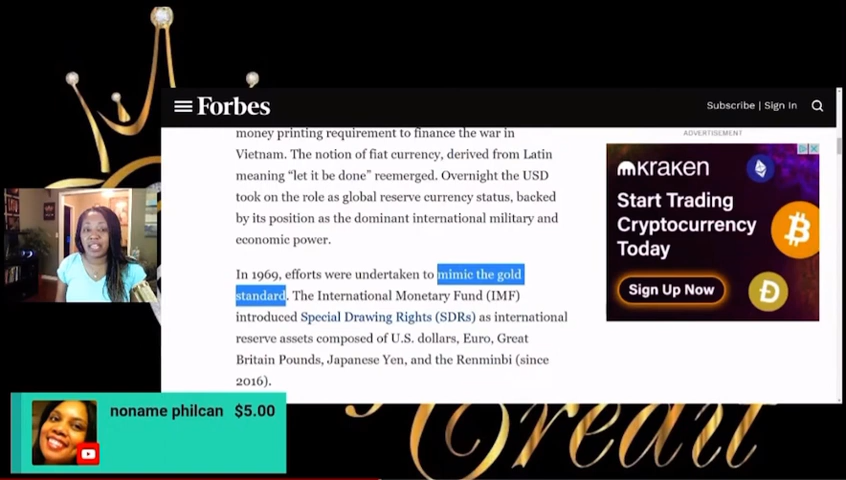 Forbes
Subscribe | Sign In
ADVERTISEMENT
money printing requirement to finance the war in
Vietnam. The notion of fiat currency, derived from Latin
meaning “let it be done” reemerged. Overnight the USD
took on the role as global reserve currency status, backed
by its position as the dominant international military and
economic power.
In 1969, efforts were undertaken to mimic the gold
standard. The International Monetary Fund (IMF)
introduced Special Drawing Rights (SDRs) as international
reserve assets composed of U.S. dollars, Euro, Great
Britain Pounds, Japanese Yen, and the Renminbi (since
2016).
mKraken
Start Trading
Cryptocurrency
Today
Sign Up Now
noname philcan $5.00
Credit